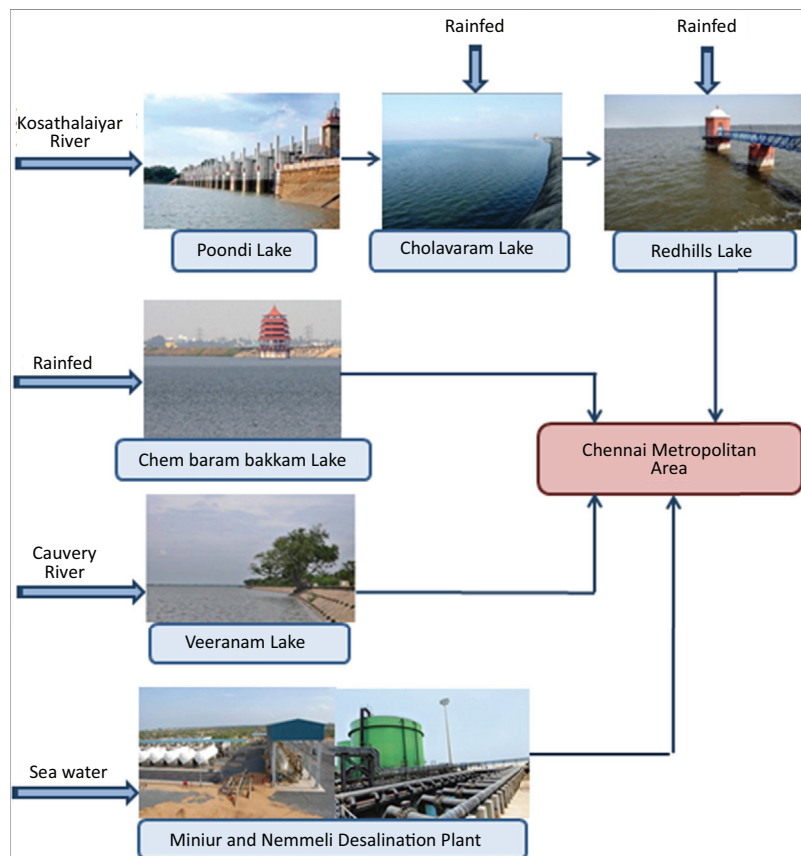 Rainfed
Rainfed
Kosathalaiyar
River
Poondi Lake
Cholavaram Lake
Redhills Lake
Rainfed
Chem baram bakkam Lake
Chennai Metropolitan
Area
Cauvery
River
Veeranam Lake
Sea water
Miniur and Nemmeli Desalination Plant